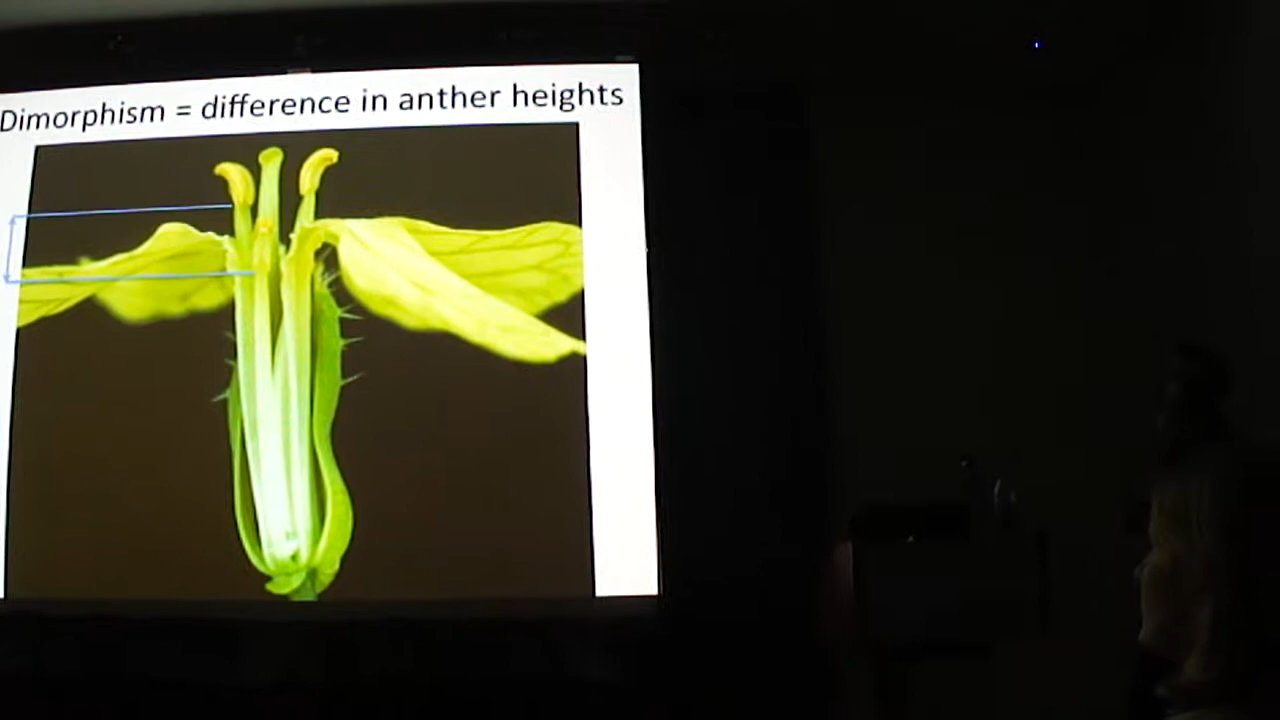 Dimorphism = difference in anther heights